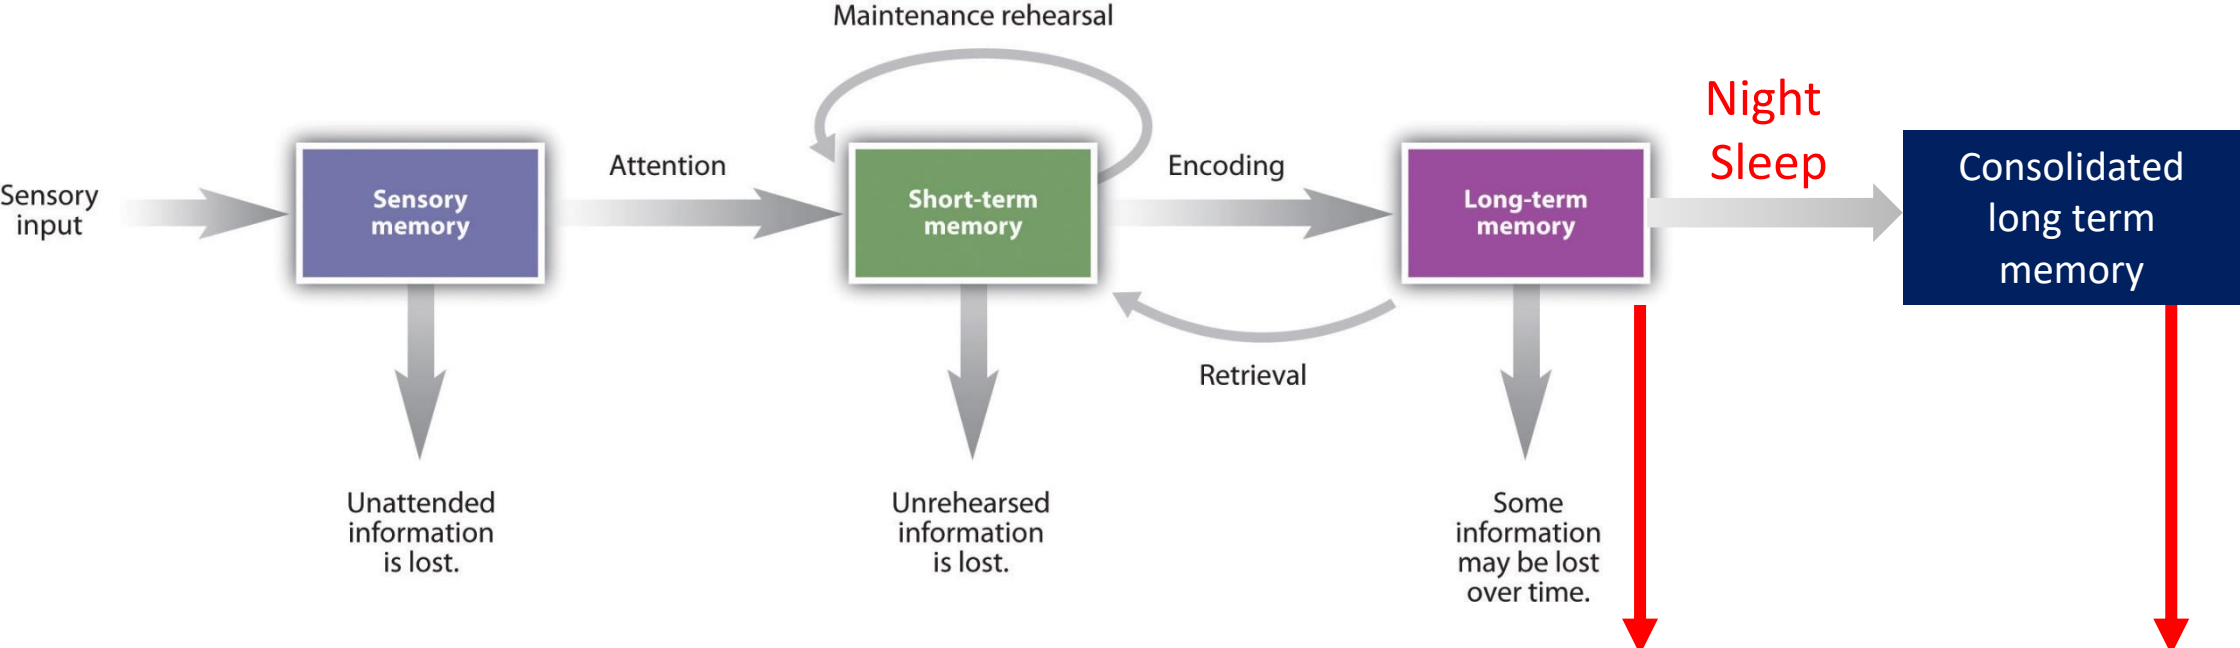 Maintenance rehearsal
Sensory
input
Sensory
memory
Attention
Short-term
memory
Encoding
Retrieval
Long-term
memory
Night
Sleep
Consolidated
long term
memory
Unattended
information
is lost.
Unrehearsed
information
is lost.
Some
information
may be lost
over time.